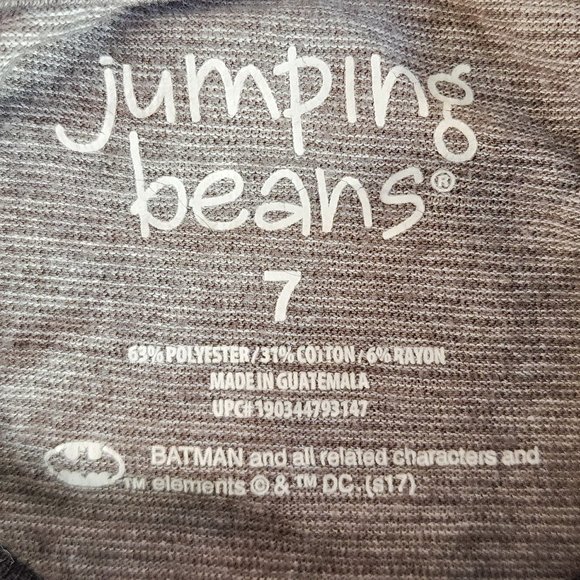 jumping
beans®
7
63% POLYESTER / 31% COTTON / 6% RAYON
MADE IN GUATEMALA
UPC# 190344793147
BATMAN and all related characters and
TM elements © & ™ DC. (s17)